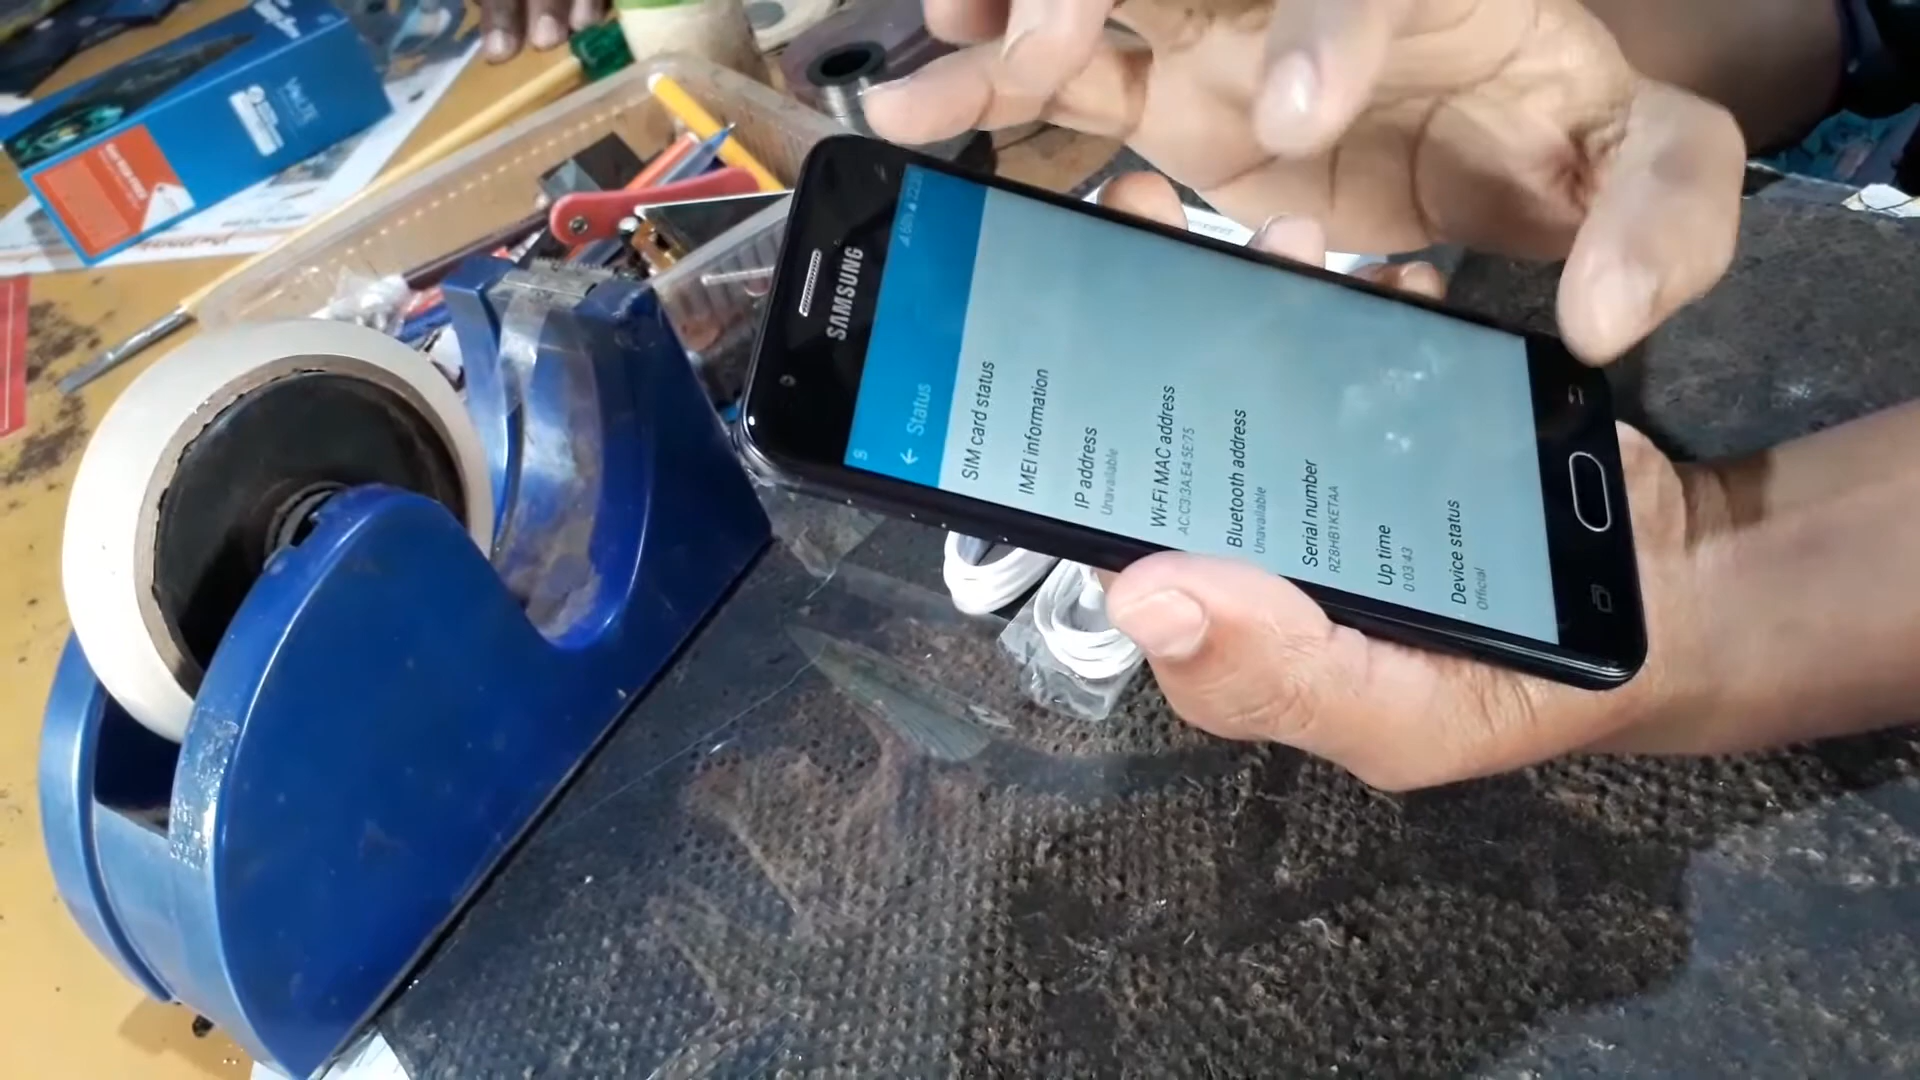 SAMSUNG
Status
SIM card status
IMEI information
IP address
Unavailable
Wi-Fi MAC address
AC:C3:3A:E4:5E:75
Bluetooth address
Unavailable
Serial number
RZ8HB1KETAA
Up time
0:03:43
Device status
Official